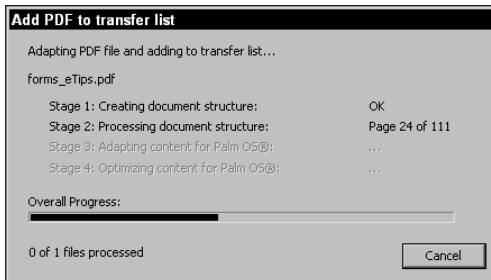 Add PDF to transfer list
Adapting PDF file and adding to transfer list...
forms_eTips.pdf
Stage 1: Creating document structure: OK
Stage 2: Processing document structure: Page 24 of 111
Stage 3: Adapting content for Palm OS®: ...
Stage 4: Optimizing content for Palm OS®: ...
Overall Progress:
0 of 1 files processed
Cancel